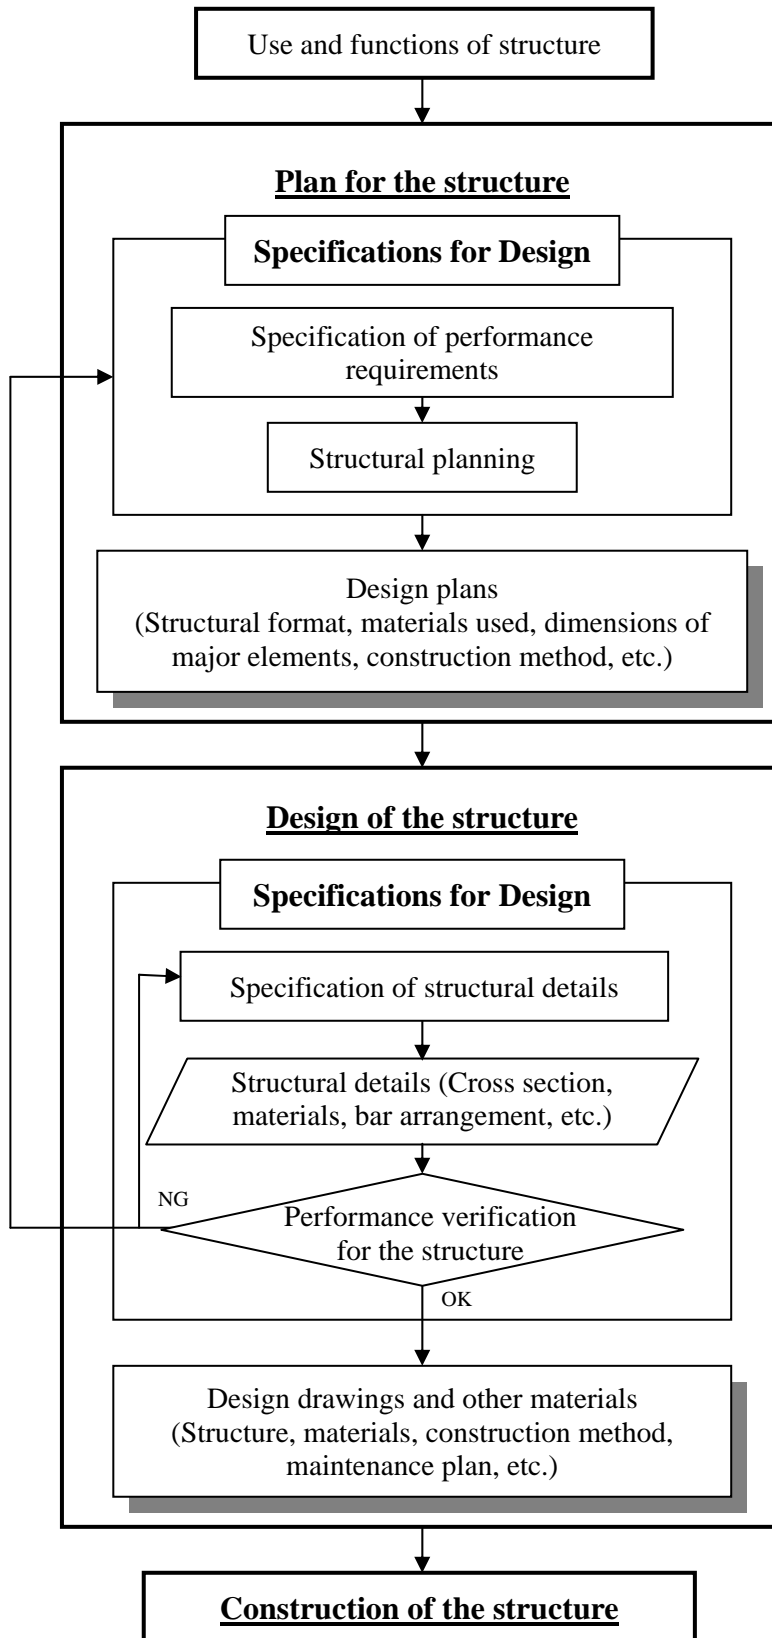 Use and functions of structure
Plan for the structure
Specifications for Design
Specification of performance
requirements
Structural planning
Design plans
(Structural format, materials used, dimensions of
major elements, construction method, etc.)
Design of the structure
Specifications for Design
Specification of structural details
Structural details (Cross section,
materials, bar arrangement, etc.)
NG
Performance verification
for the structure
OK
Design drawings and other materials
(Structure, materials, construction method,
maintenance plan, etc.)
Construction of the structure